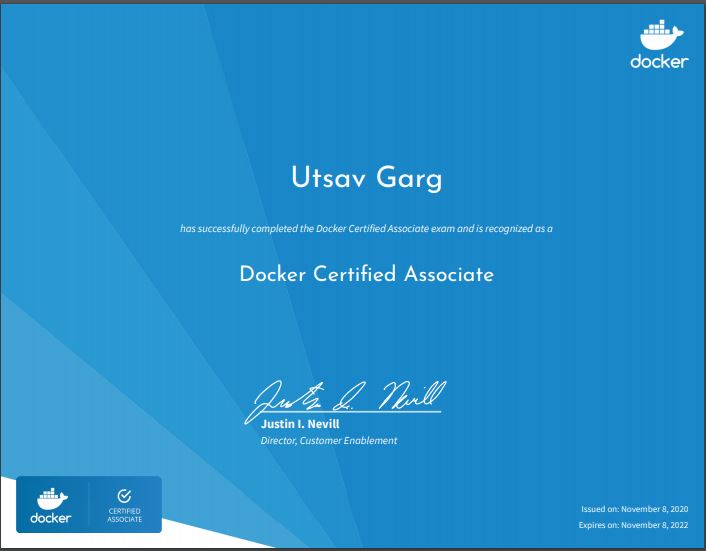 docker
Utsav Garg
has successfully completed the Docker Certified Associate exam and is recognized as a
Docker Certified Associate
Justin I. Nevill
Justin I. Nevill
Director, Customer Enablement
docker
CERTIFIED
ASSOCIATE
Issued on: November 8, 2020
Expires on: November 8, 2022